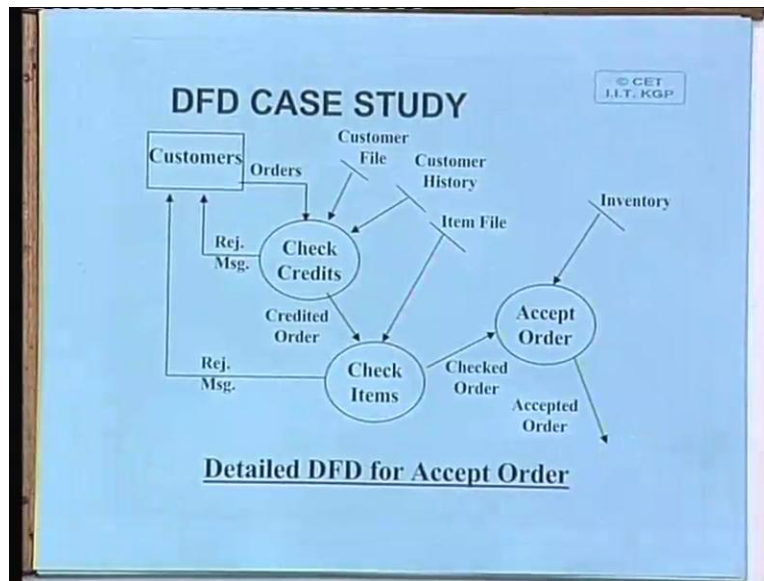 © CET
I.I.T. KGP
DFD CASE STUDY
Customers
Orders
Customer
File
Customer
History
Item File
Inventory
Rej.
Msg.
Check
Credits
Credited
Order
Accept
Order
Rej.
Msg.
Check
Items
Checked
Order
Accepted
Order
Detailed DFD for Accept Order